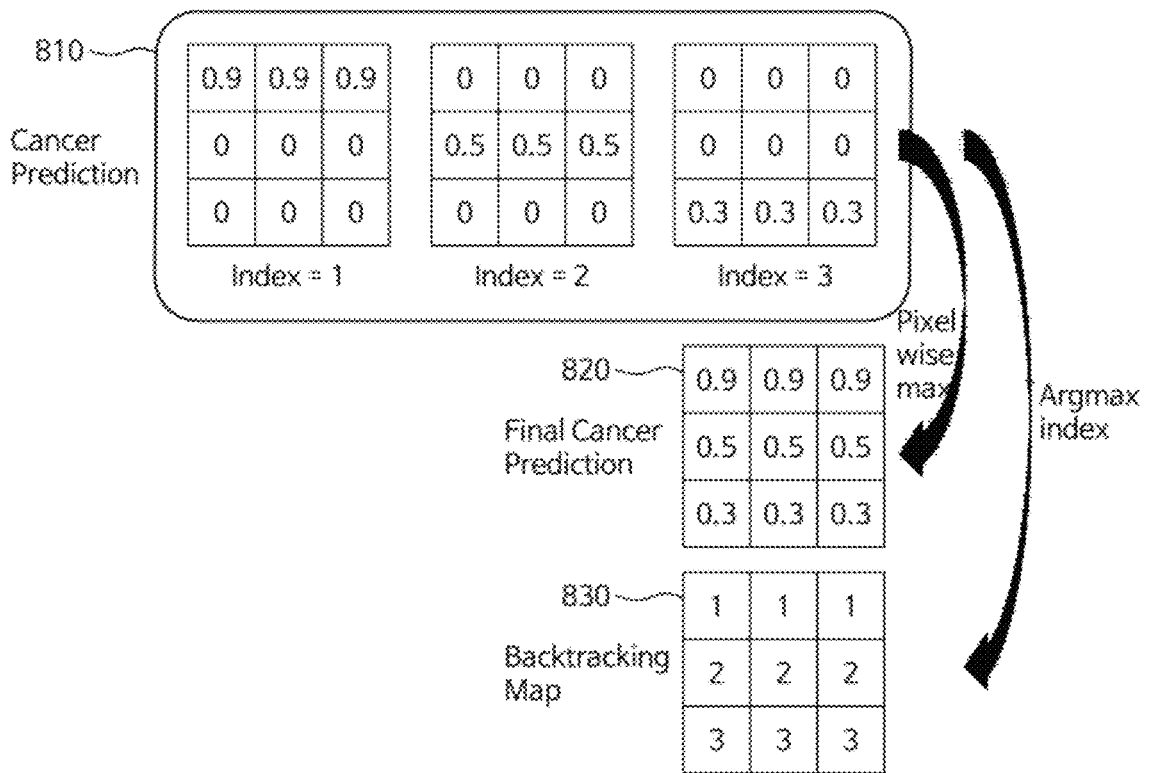 810
Cancer
Prediction
0.9 0.9 0.9
0 0 0
0 0 0
Index = 1
0 0 0
0.5 0.5 0.5
0 0 0
Index = 2
0 0 0
0 0 0
0.3 0.3 0.3
Index = 3
Pixel
wise
max
Argmax
index
820
Final Cancer
Prediction
0.9 0.9 0.9
0.5 0.5 0.5
0.3 0.3 0.3
830
Backtracking
Map
1 1 1
2 2 2
3 3 3